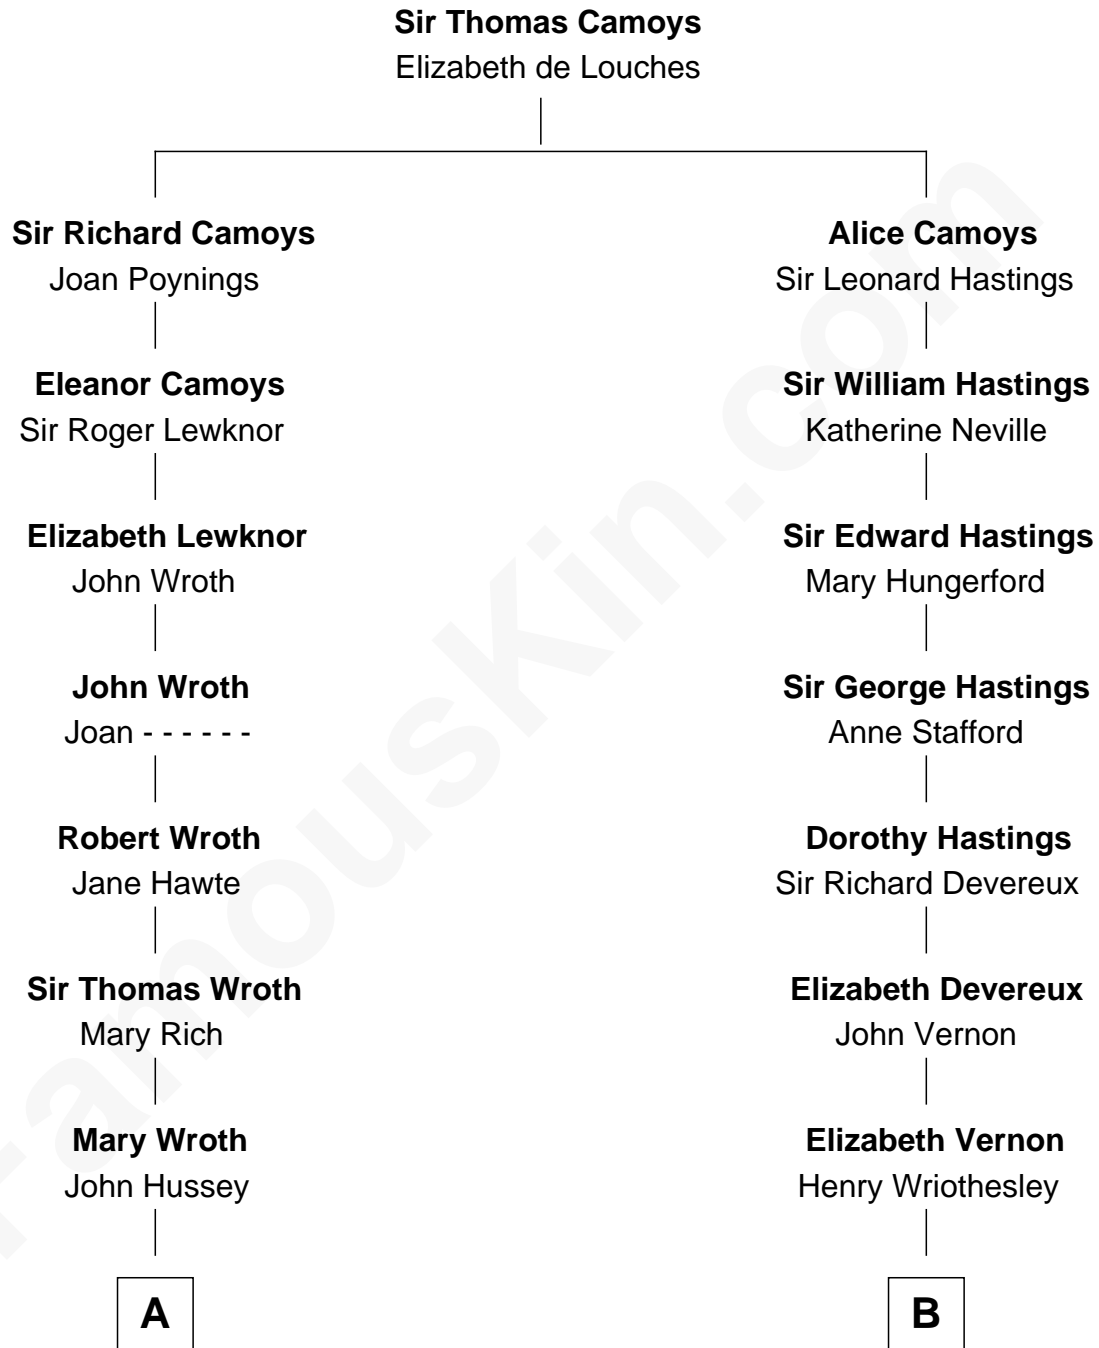 Sir Thomas Camoys
Elizabeth de Louches
Sir Richard Camoys
Joan Poynings
Alice Camoys
Sir Leonard Hastings
Eleanor Camoys
Sir Roger Lewknor
Sir William Hastings
Katherine Neville
Elizabeth Lewknor
John Wroth
Sir Edward Hastings
Mary Hungerford
John Wroth
Joan - - - - - -
Sir George Hastings
Anne Stafford
Robert Wroth
Jane Hawte
Dorothy Hastings
Sir Richard Devereux
Sir Thomas Wroth
Mary Rich
Elizabeth Devereux
John Vernon
Mary Wroth
John Hussey
Elizabeth Vernon
Henry Wriothesley
A
B
FamousKin.com